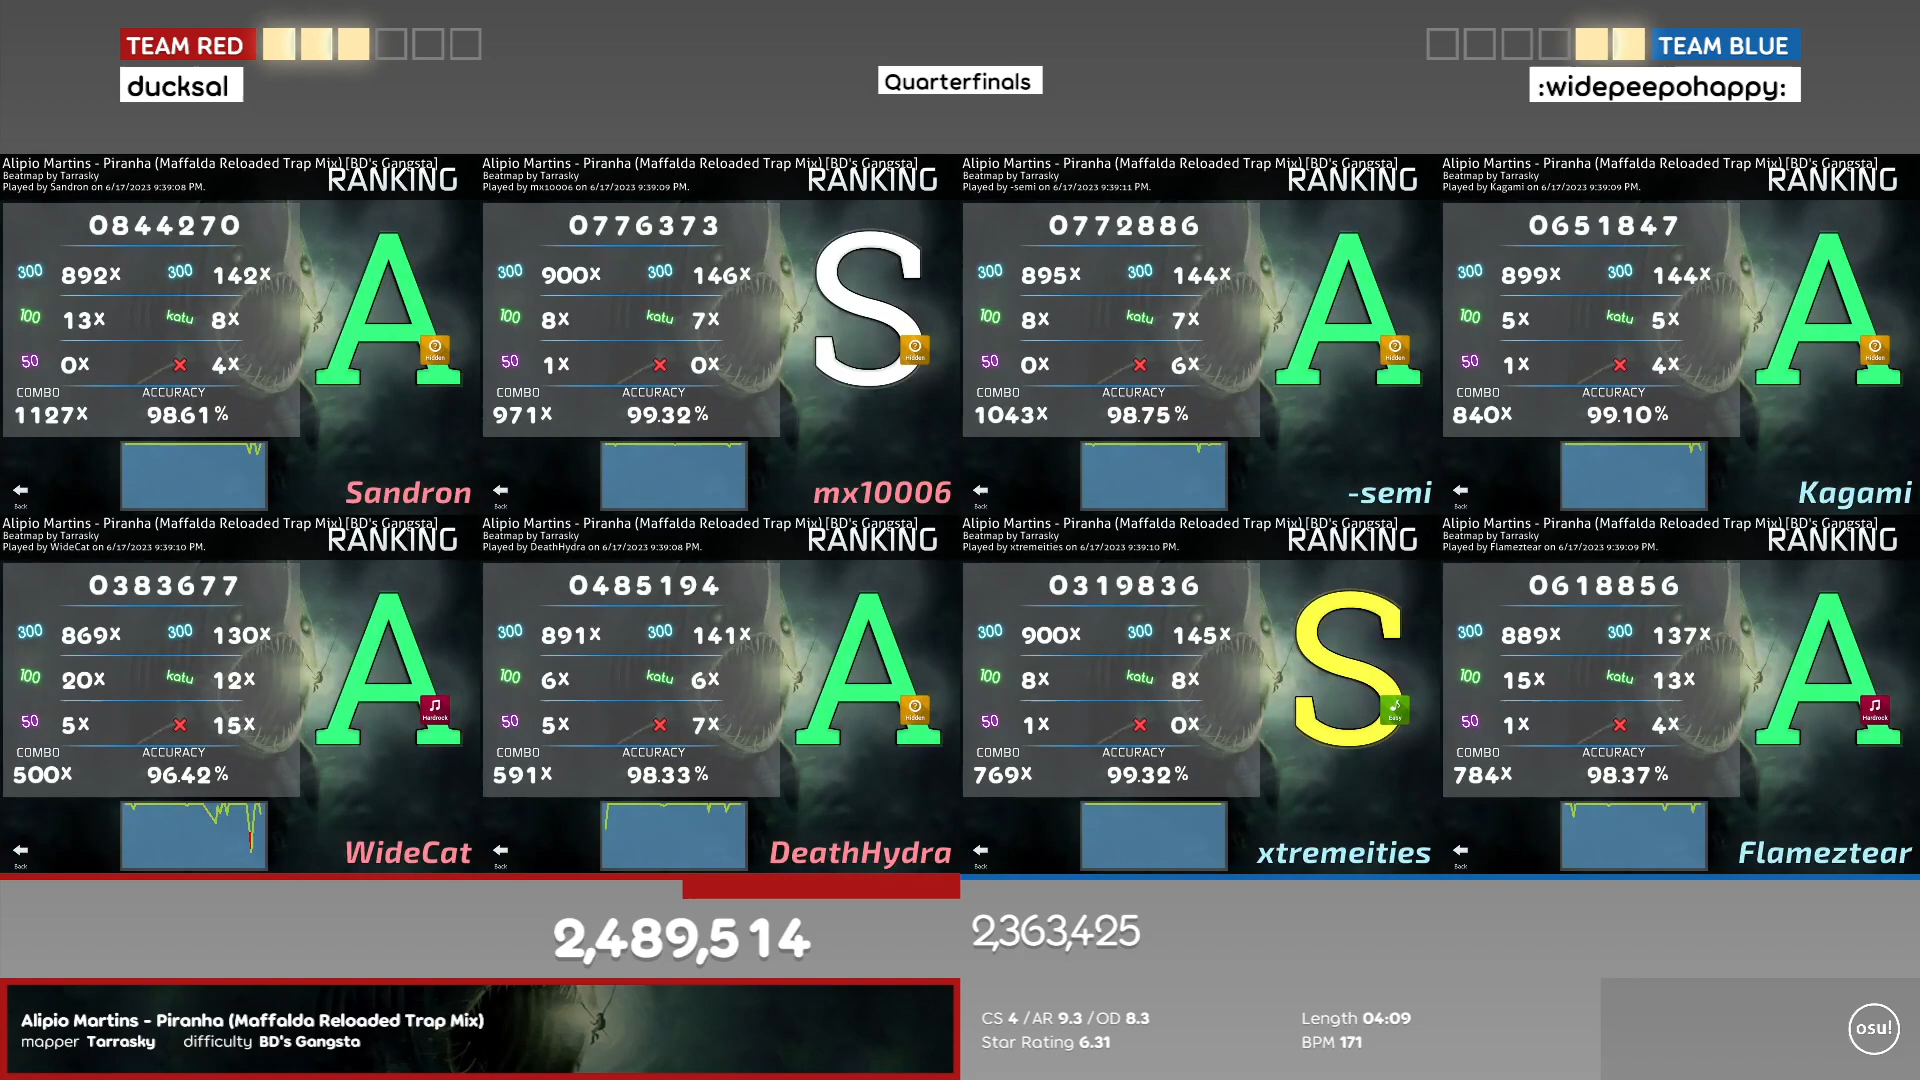 TEAM RED
ducksal
Quarterfinals
TEAM BLUE
:widepeepohappy:
Alipio Martins - Piranha (Maffalda Reloaded Trap Mix) [BD's Gangsta]
Beatmap by Tarrasky
Played by Sandron on 6/17/2023 9:39:08 PM.
RANKING
0844270
300 892x 300 142x
100 13x katu 8x
50 0x 4x
COMBO ACCURACY
1127x 98.61%
Hidden
Back
Sandron
Alipio Martins - Piranha (Maffalda Reloaded Trap Mix) [BD's Gangsta]
Beatmap by Tarrasky
Played by mx10006 on 6/17/2023 9:39:09 PM.
RANKING
0776373
300 900x 300 146x
100 8x katu 7x
50 1x 0x
COMBO ACCURACY
971x 99.32%
S
Hidden
Back
mx10006
Alipio Martins - Piranha (Maffalda Reloaded Trap Mix) [BD's Gangsta]
Beatmap by Tarrasky
Played by -semi on 6/17/2023 9:39:11 PM.
RANKING
0772886
300 895x 300 144x
100 8x katu 7x
50 0x 6x
COMBO ACCURACY
1043x 98.75%
A
Hidden
Back
-semi
Alipio Martins - Piranha (Maffalda Reloaded Trap Mix) [BD's Gangsta]
Beatmap by Tarrasky
Played by Kagami on 6/17/2023 9:39:09 PM.
RANKING
0651847
300 899x 300 144x
100 5x katu 5x
50 1x 4x
COMBO ACCURACY
840x 99.10%
A
Hidden
Back
Kagami
Alipio Martins - Piranha (Maffalda Reloaded Trap Mix) [BD's Gangsta]
Beatmap by Tarrasky
Played by WideCat on 6/17/2023 9:39:10 PM.
RANKING
0383677
300 869x 300 130x
100 20x katu 12x
50 5x 15x
COMBO ACCURACY
500x 96.42%
A
Hardrock
Back
WideCat
Alipio Martins - Piranha (Maffalda Reloaded Trap Mix) [BD's Gangsta]
Beatmap by Tarrasky
Played by DeathHydra on 6/17/2023 9:39:08 PM.
RANKING
0485194
300 891x 300 141x
100 6x katu 6x
50 5x 7x
COMBO ACCURACY
591x 98.33%
A
Hidden
Back
DeathHydra
Alipio Martins - Piranha (Maffalda Reloaded Trap Mix) [BD's Gangsta]
Beatmap by Tarrasky
Played by xtremeities on 6/17/2023 9:39:10 PM.
RANKING
0319836
300 900x 300 145x
100 8x katu 8x
50 1x 0x
COMBO ACCURACY
769x 99.32%
S
Easy
Back
xtremeities
Alipio Martins - Piranha (Maffalda Reloaded Trap Mix) [BD's Gangsta]
Beatmap by Tarrasky
Played by Flameztear on 6/17/2023 9:39:09 PM.
RANKING
0618856
300 889x 300 137x
100 15x katu 13x
50 1x 4x
COMBO ACCURACY
784x 98.37%
A
Hardrock
Back
Flameztear
2,489,514
2,363,425
Alipio Martins - Piranha (Maffalda Reloaded Trap Mix)
mapper Tarrasky difficulty BD's Gangsta
CS 4 / AR 9.3 / OD 8.3
Star Rating 6.31
Length 04:09
BPM 171
osu!